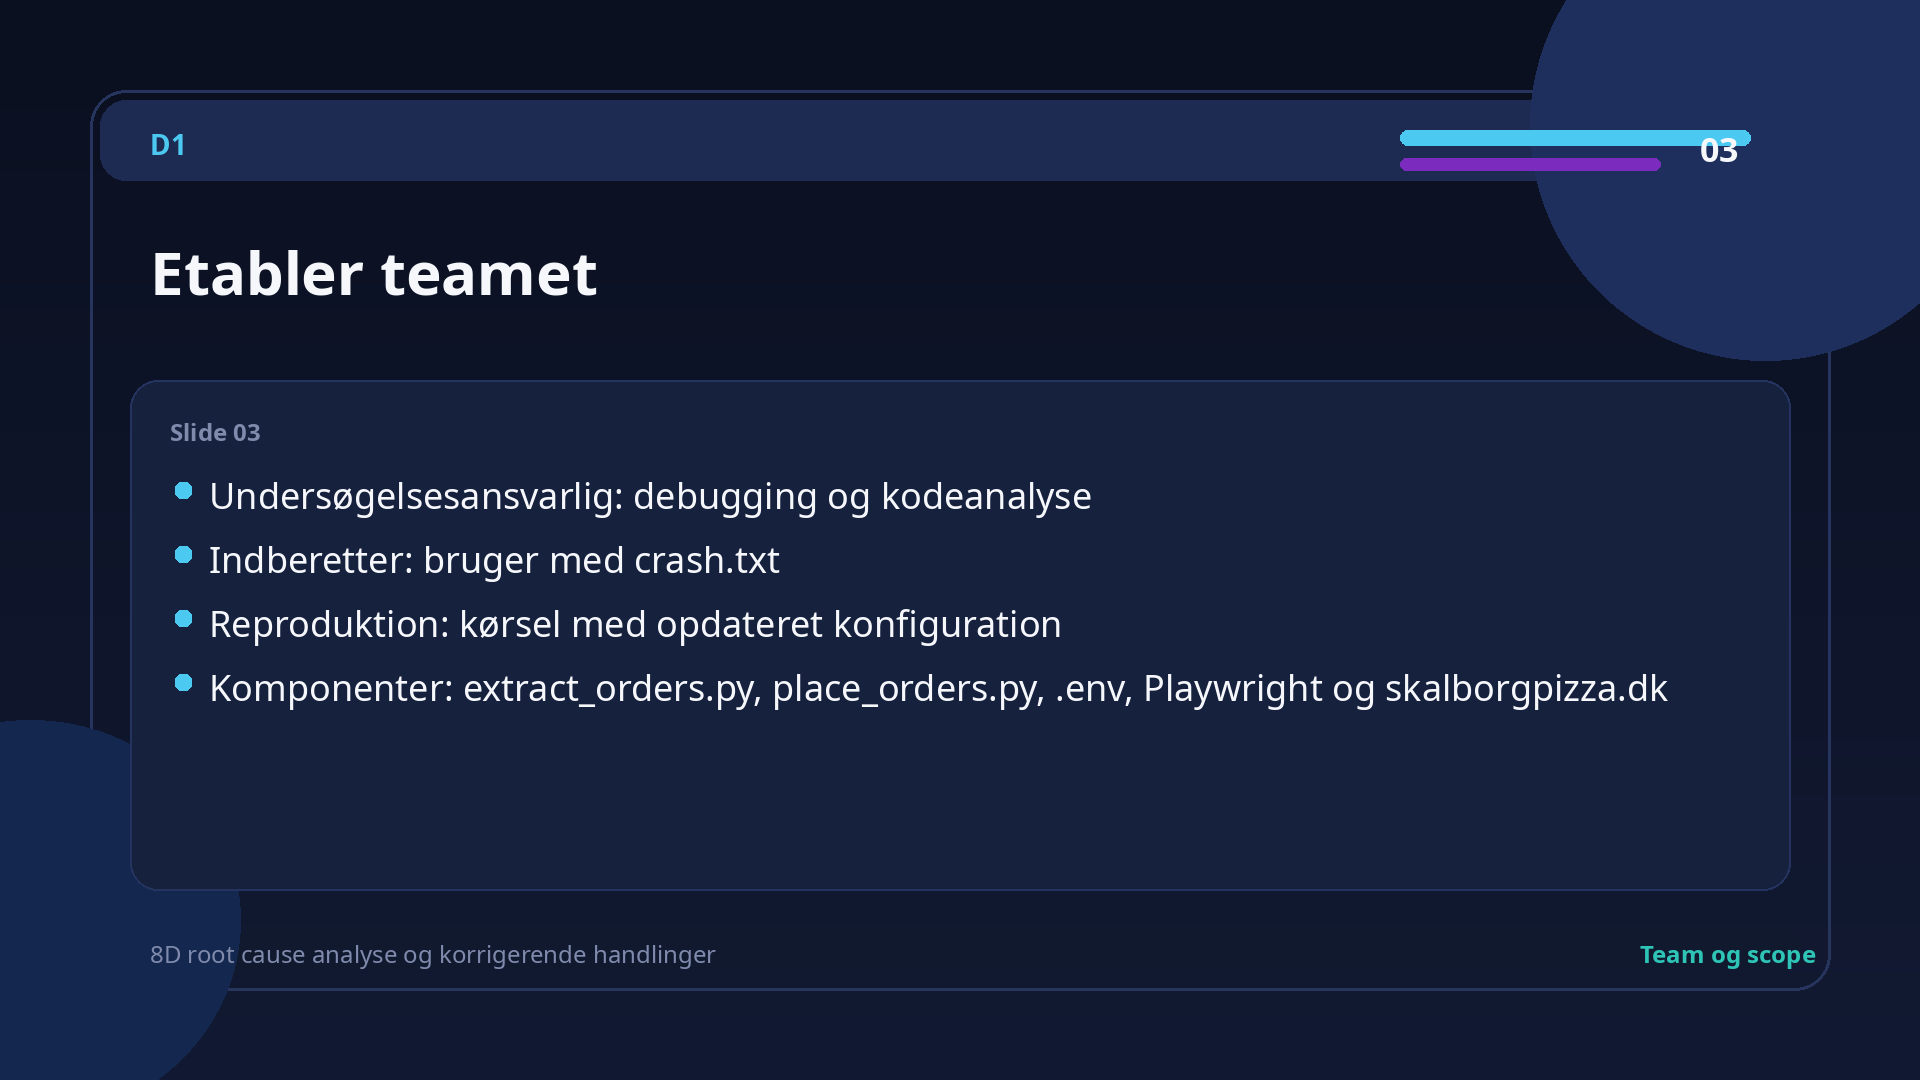 D1
03
Etabler teamet
Slide 03
Undersøgelsesansvarlig: debugging og kodeanalyse
Indberetter: bruger med crash.txt
Reproduktion: kørsel med opdateret konfiguration
Komponenter: extract_orders.py, place_orders.py, .env, Playwright og skalborgpizza.dk
8D root cause analyse og korrigerende handlinger
Team og scope